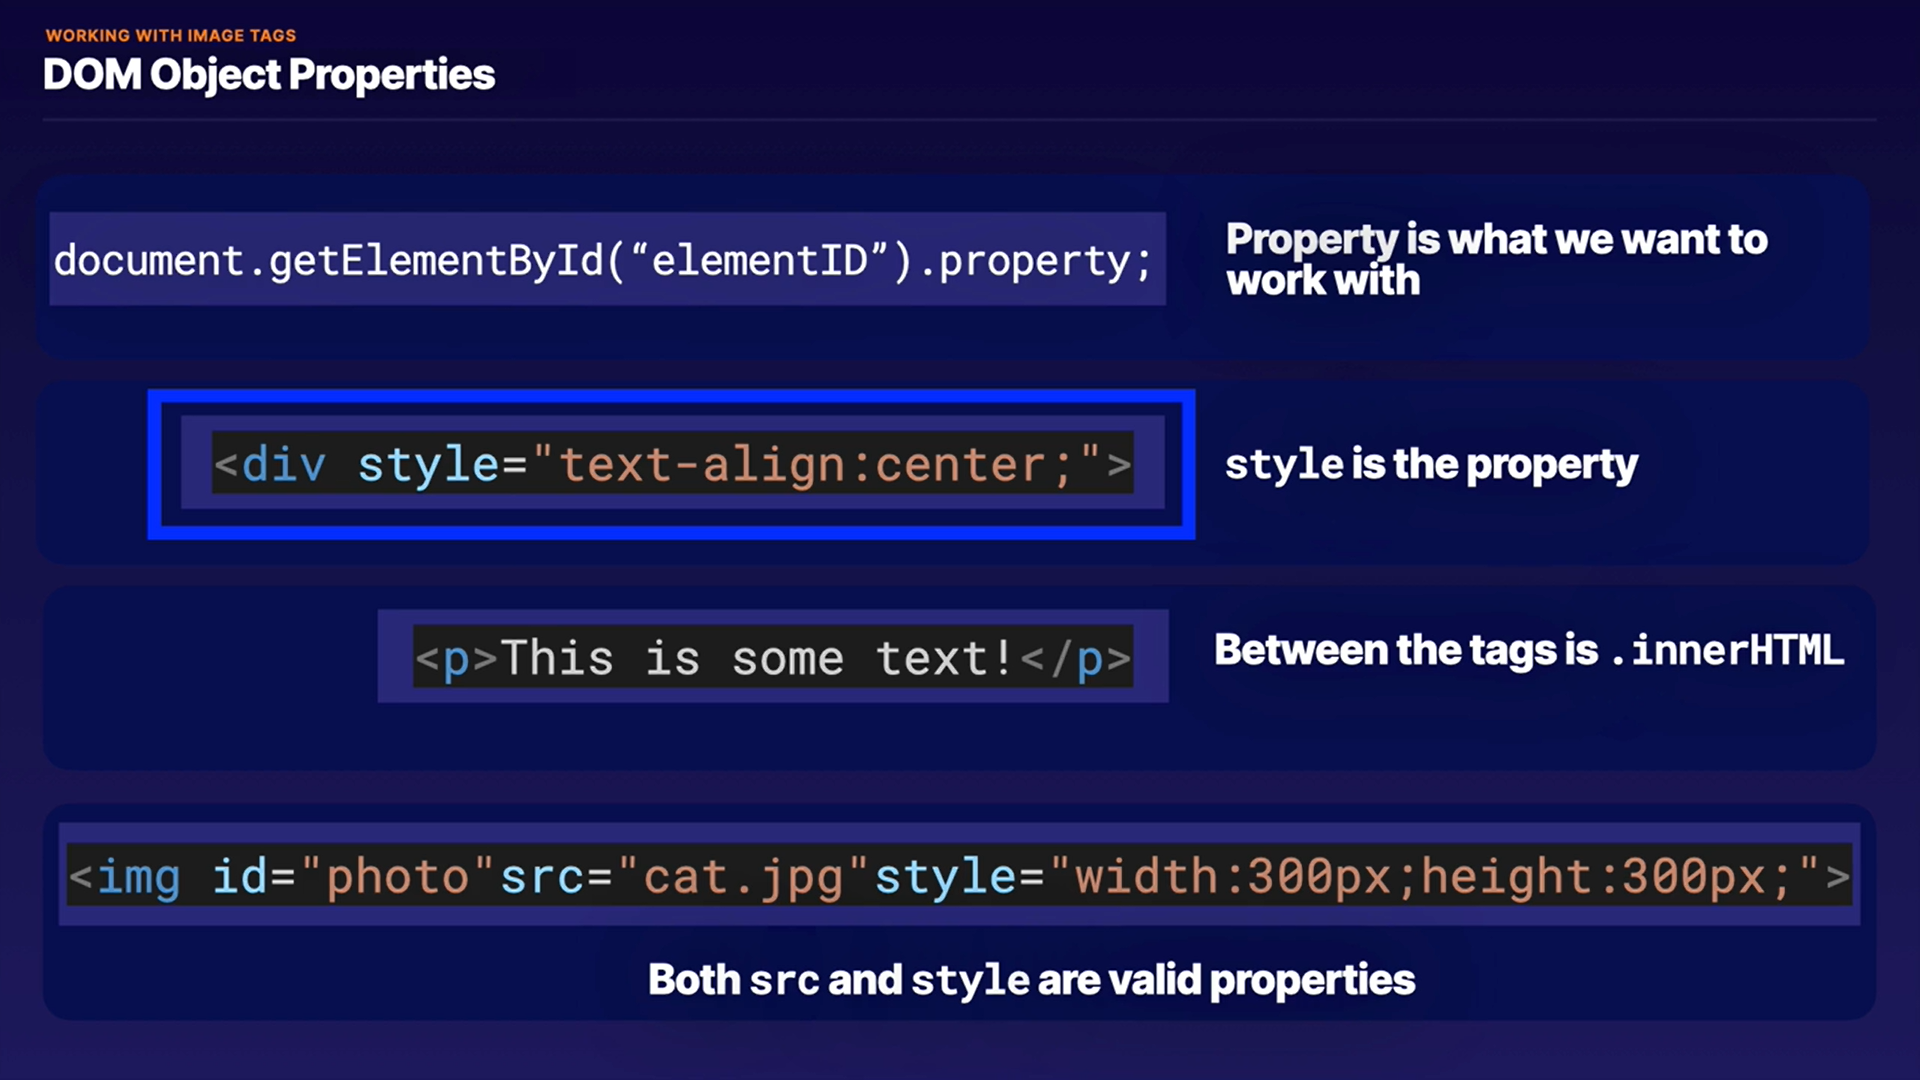 WORKING WITH IMAGE TAGS
DOM Object Properties
document.getElementById(“elementID”).property;
Property is what we want to
work with
<div style="text-align:center;">
style is the property
<p>This is some text!</p>
Between the tags is .innerHTML
<img id="photo"src="cat.jpg"style="width:300px;height:300px;">
Both src and style are valid properties